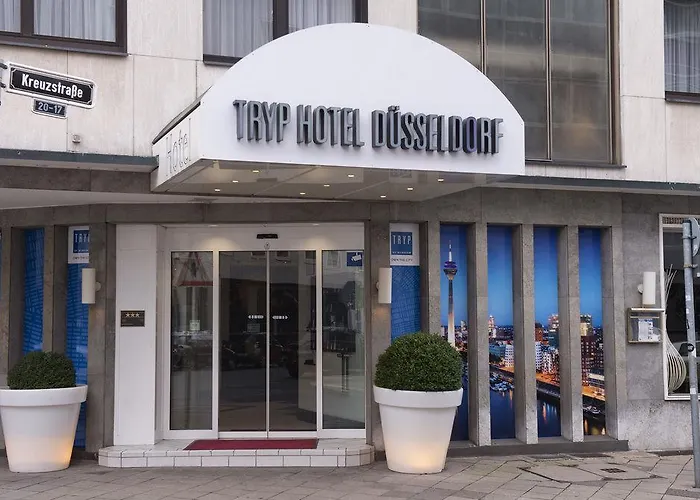 Kreuzstraße
20-17
TRYP HOTEL DÜSSELDORF
Hotel
TRYP
TRYP